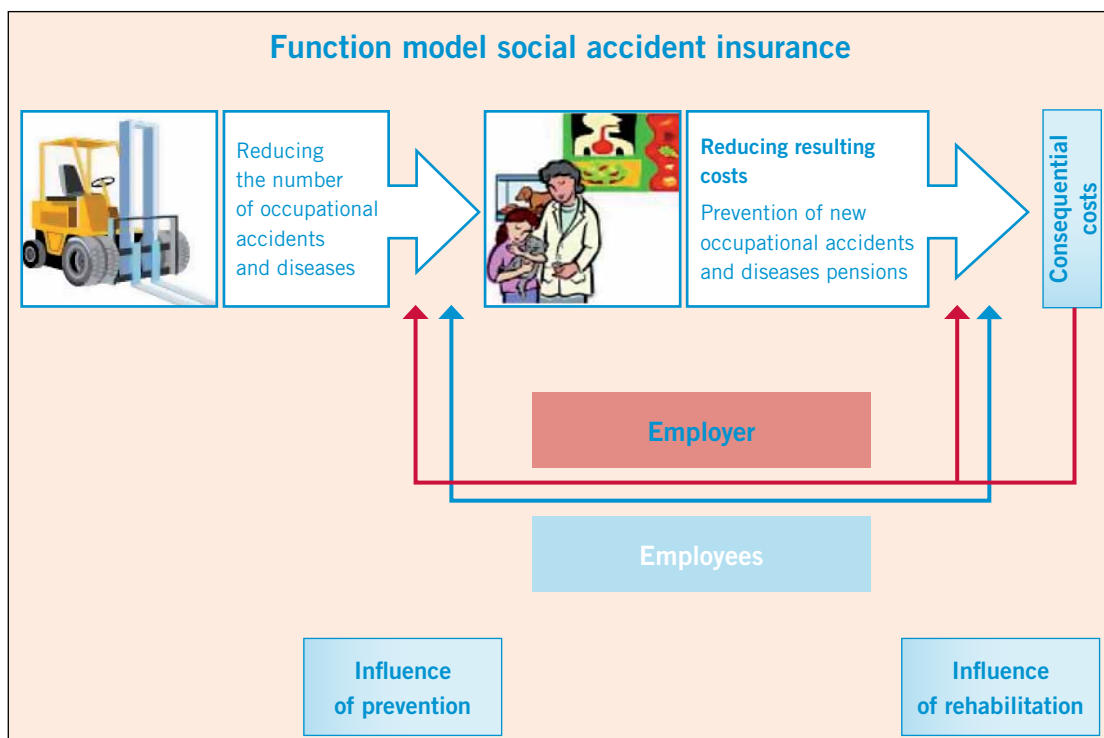 Function model social accident insurance
Reducing
the number
of occupational
accidents
and diseases
Reducing resulting
costs
Prevention of new
occupational accidents
and diseases pensions
Consequential
costs
Employer
Employees
Influence
of prevention
Influence
of rehabilitation